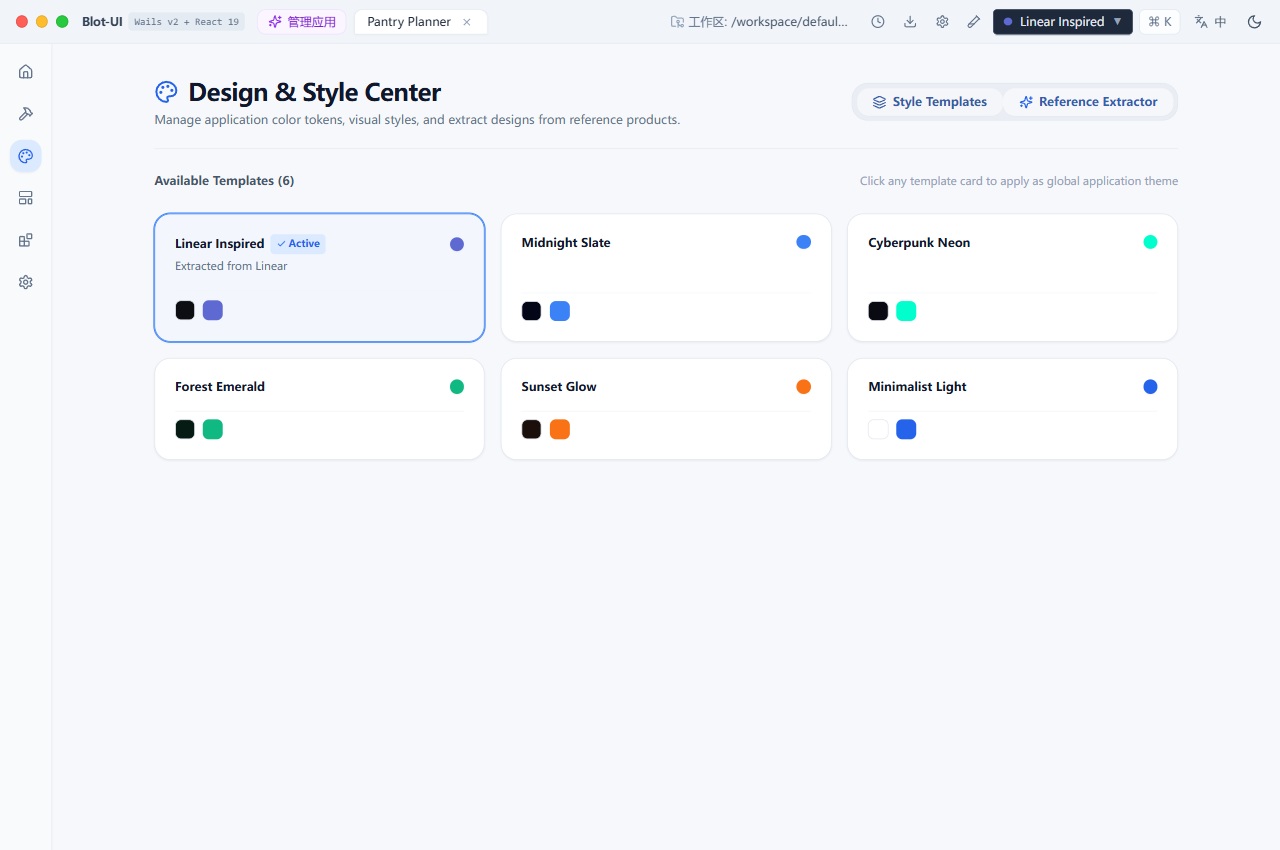 Blot-UI
Wails v2 + React 19
管理应用
Pantry Planner
工作区: /workspace/defaul...
Linear Inspired
⌘ K
中
Design & Style Center
Style Templates
Reference Extractor
Manage application color tokens, visual styles, and extract designs from reference products.
Available Templates (6)
Click any template card to apply as global application theme
Linear Inspired
Active
Extracted from Linear
Midnight Slate
Cyberpunk Neon
Forest Emerald
Sunset Glow
Minimalist Light